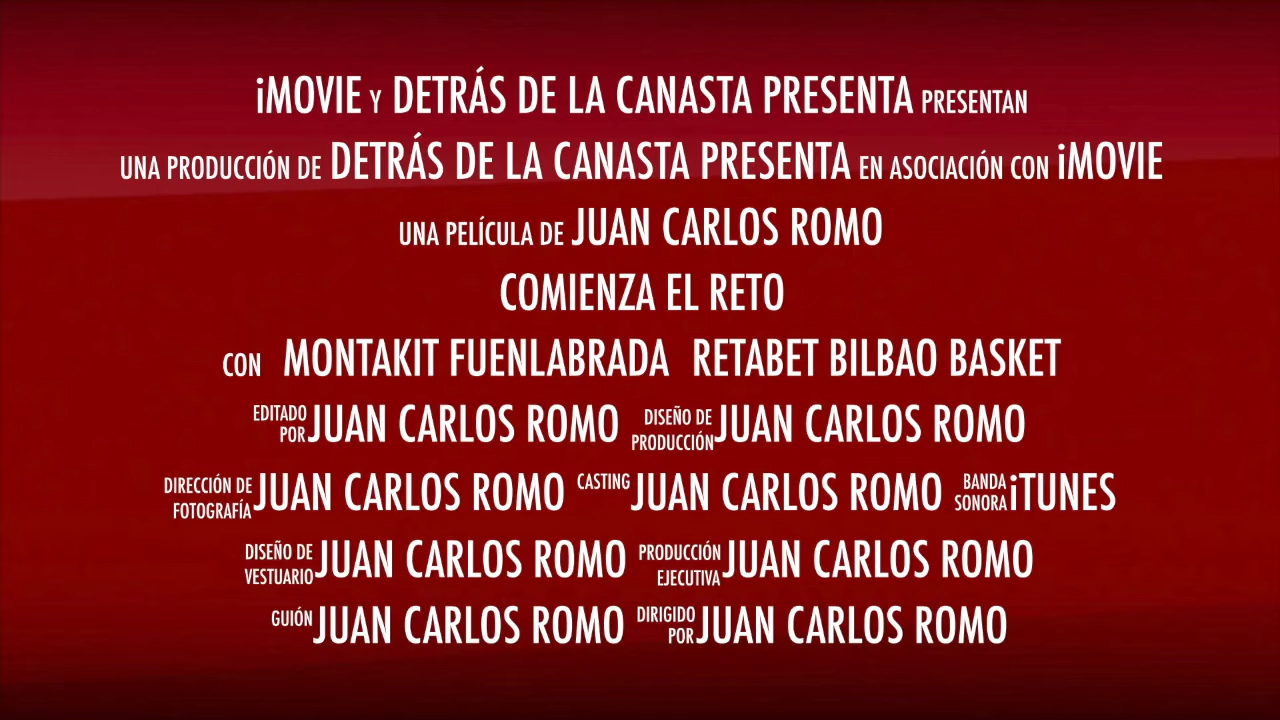 iMOVIE Y DETRÁS DE LA CANASTA PRESENTA PRESENTAN
UNA PRODUCCIÓN DE DETRÁS DE LA CANASTA PRESENTA EN ASOCIACIÓN CON iMOVIE
UNA PELÍCULA DE JUAN CARLOS ROMO
COMIENZA EL RETO
CON MONTAKIT FUENLABRADA RETABET BILBAO BASKET
EDITADO POR JUAN CARLOS ROMO DISEÑO DE PRODUCCIÓN JUAN CARLOS ROMO
DIRECCIÓN DE FOTOGRAFÍA JUAN CARLOS ROMO CASTING JUAN CARLOS ROMO BANDA SONORA iTUNES
DISEÑO DE VESTUARIO JUAN CARLOS ROMO PRODUCCIÓN EJECUTIVA JUAN CARLOS ROMO
GUIÓN JUAN CARLOS ROMO DIRIGIDO POR JUAN CARLOS ROMO